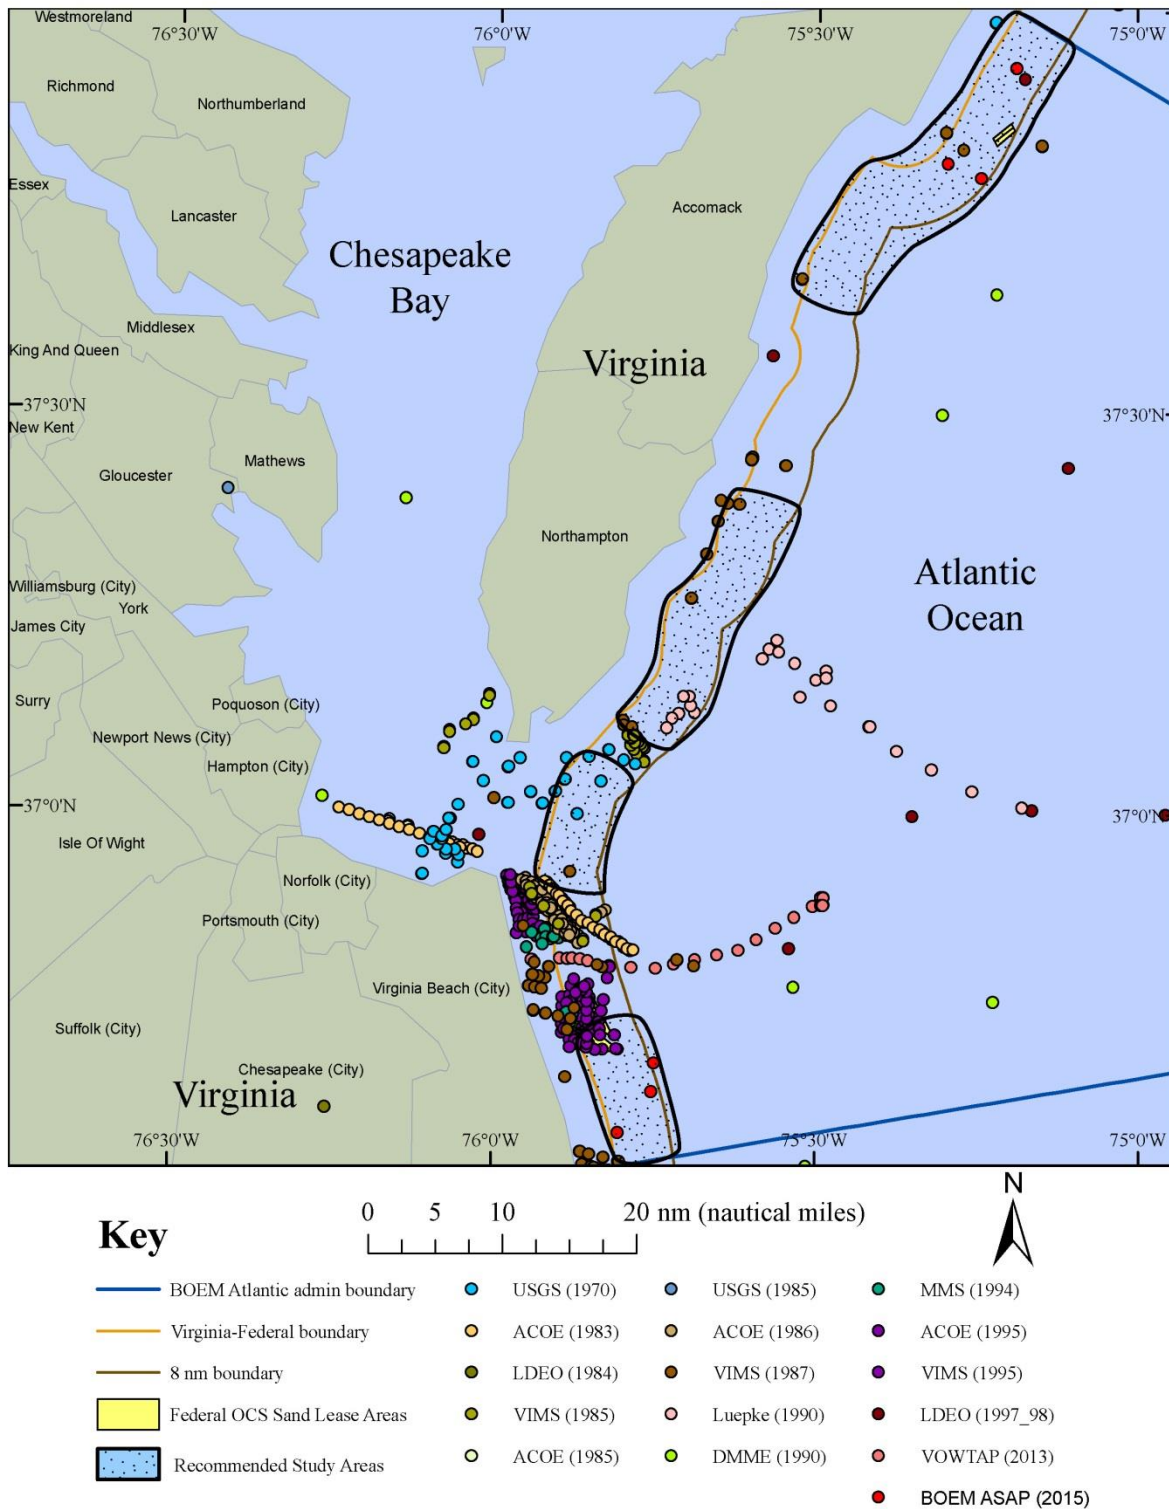 Westmoreland
76°30'W
76°0'W
75°30'W
75°0'W
Richmond
Northumberland
Essex
Lancaster
Accomack
Chesapeake
Bay
Middlesex
King And Queen
Virginia
37°30'N
37°30'N
New Kent
Mathews
Gloucester
Northampton
Atlantic
Ocean
Williamsburg (City)
York
James City
Surry
Poquoson (City)
Newport News (City)
Hampton (City)
37°0'N
37°0'N
Isle Of Wight
Norfolk (City)
Portsmouth (City)
Virginia Beach (City)
Suffolk (City)
Chesapeake (City)
Virginia
76°30'W
76°0'W
75°30'W
75°0'W
N
0 5 10 20 nm (nautical miles)
Key
BOEM Atlantic admin boundary
USGS (1970)
USGS (1985)
MMS (1994)
Virginia-Federal boundary
ACOE (1983)
ACOE (1986)
ACOE (1995)
8 nm boundary
LDEO (1984)
VIMS (1987)
VIMS (1995)
Federal OCS Sand Lease Areas
VIMS (1985)
Luepke (1990)
LDEO (1997_98)
Recommended Study Areas
ACOE (1985)
DMME (1990)
VOWTAP (2013)
BOEM ASAP (2015)